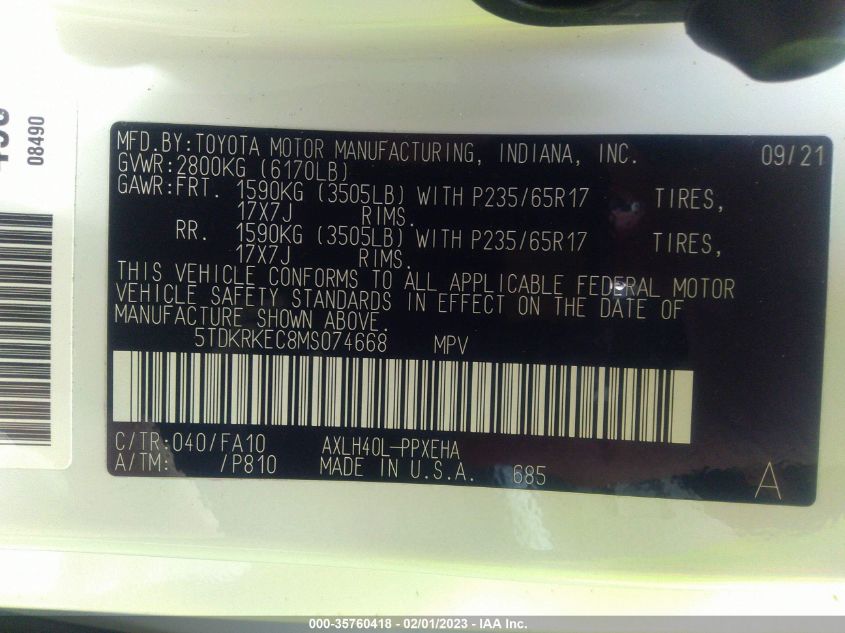 08490
MFD.BY:TOYOTA MOTOR MANUFACTURING, INDIANA, INC. 09/21
GVWR:2800KG (6170LB)
GAWR:FRT. 1590KG (3505LB) WITH P235/65R17 TIRES,
17X7J RIMS.
RR. 1590KG (3505LB) WITH P235/65R17 TIRES,
17X7J RIMS.
THIS VEHICLE CONFORMS TO ALL APPLICABLE FEDERAL MOTOR
VEHICLE SAFETY STANDARDS IN EFFECT ON THE DATE OF
MANUFACTURE SHOWN ABOVE.
5TDKRKEC8MS074668 MPV
C/TR:040/FA10 AXLH40L-PPXEHA
A/TM: /P810 MADE IN U.S.A. 685 A
000-35760418 - 02/01/2023 - IAA Inc.